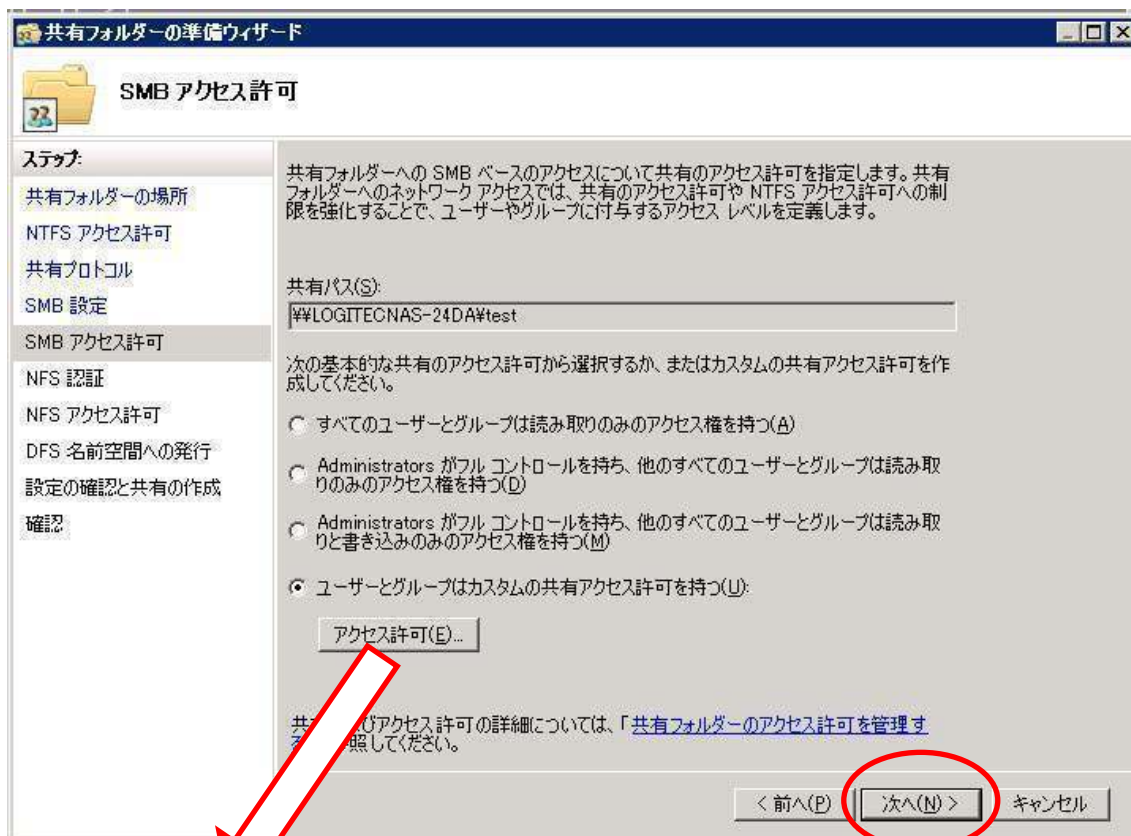 共有フォルダーの準備ウィザード
SMB アクセス許可
ステップ:
共有フォルダーの場所
NTFS アクセス許可
共有プロトコル
SMB 設定
SMB アクセス許可
NFS 認証
NFS アクセス許可
DFS 名前空間への発行
設定の確認と共有の作成
確認
共有フォルダーへの SMB ベースのアクセスについて共有のアクセス許可を指定します。共有
フォルダーへのネットワーク アクセスでは、共有のアクセス許可や NTFS アクセス許可への制
限を強化することで、ユーザーやグループに付与するアクセス レベルを定義します。
共有パス(S):
¥¥LOGITECNAS-24DA¥test
次の基本的な共有のアクセス許可から選択するか、またはカスタムの共有アクセス許可を作
成してください。
すべてのユーザーとグループは読み取りのみのアクセス権を持つ(A)
Administrators がフル コントロールを持ち、他のすべてのユーザーとグループは読み取
りのみのアクセス権を持つ(D)
Administrators がフル コントロールを持ち、他のすべてのユーザーとグループは読み取
りと書き込みのみのアクセス権を持つ(M)
ユーザーとグループはカスタムの共有アクセス許可を持つ(U):
アクセス許可(E)...
共 びアクセス許可の詳細については、「共有フォルダーのアクセス許可を管理す
る 照してください。
< 前へ(P)
次へ(N) >
キャンセル